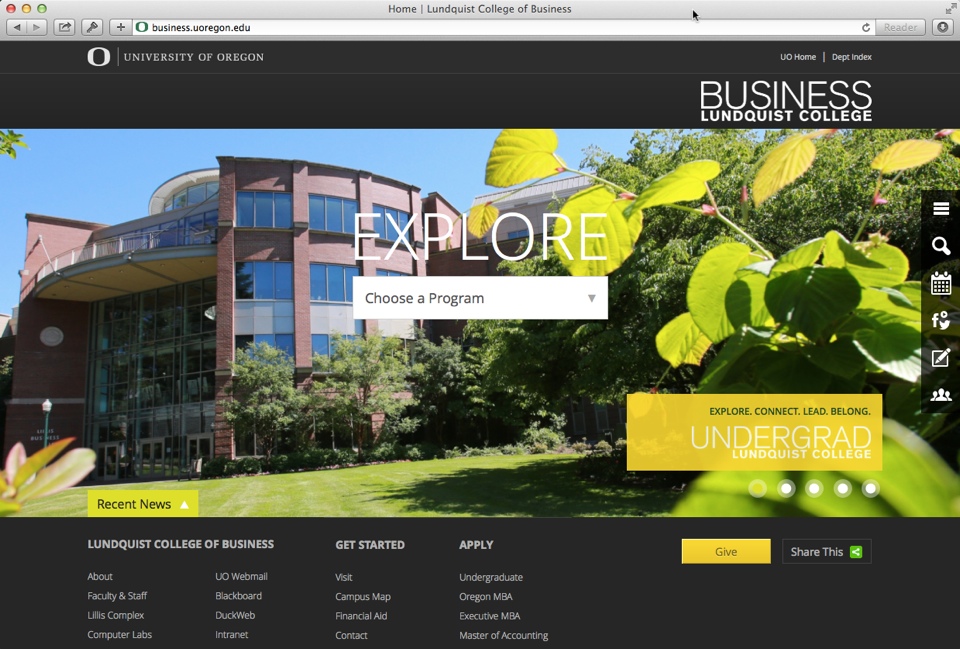 Home | Lundquist College of Business
business.uoregon.edu
Reader
UNIVERSITY OF OREGON
UO Home | Dept Index
BUSINESS
LUNDQUIST COLLEGE
EXPLORE
Choose a Program
LILLIS
BUSINESS
EXPLORE. CONNECT. LEAD. BELONG.
UNDERGRAD
LUNDQUIST COLLEGE
Recent News
LUNDQUIST COLLEGE OF BUSINESS
GET STARTED
APPLY
Give
Share This
About
UO Webmail
Visit
Undergraduate
Faculty & Staff
Blackboard
Campus Map
Oregon MBA
Lillis Complex
DuckWeb
Financial Aid
Executive MBA
Computer Labs
Intranet
Contact
Master of Accounting